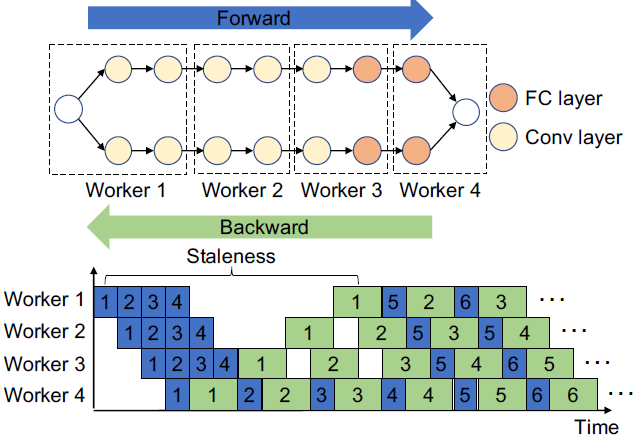 Forward
FC layer
Conv layer
Worker 1 Worker 2 Worker 3 Worker 4
Backward
Staleness
Worker 1 1 2 3 4 1 5 2 6 3 ...
Worker 2 1 2 3 4 1 2 5 3 5 4 ...
Worker 3 1 2 3 4 1 2 3 5 4 6 5 ...
Worker 4 1 1 2 2 3 3 4 4 5 5 6 6 ...
Time